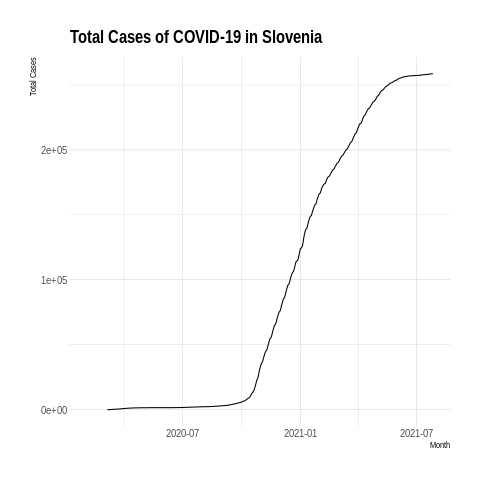 Total Cases of COVID-19 in Slovenia
Total Cases
2e+05
1e+05
0e+00
2020-07 2021-01 2021-07
Month